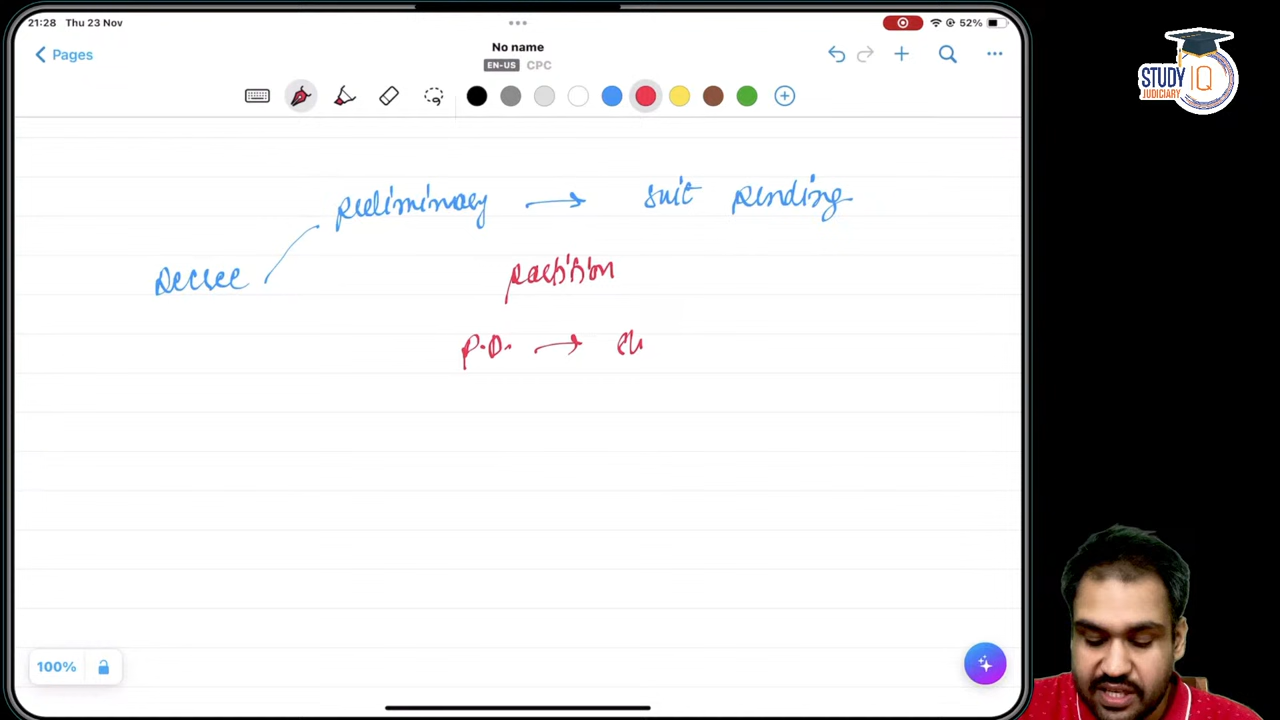 21:28 Thu 23 Nov
52%
Pages
No name
EN-US CPC
STUDY IQ
JUDICIARY
preliminary → suit pending
Decree
partition
P.D. →
100%